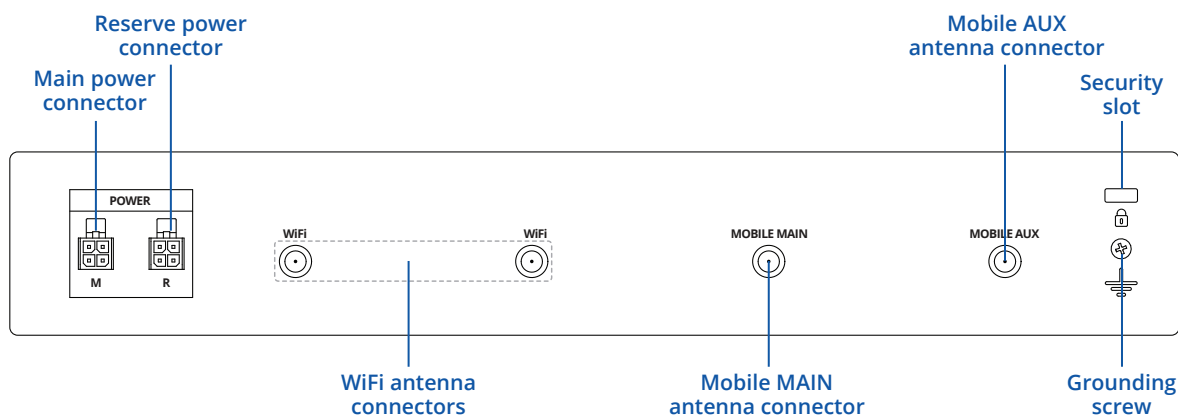 Reserve power
connector
Mobile AUX
antenna connector
Main power
connector
Security
slot
POWER
M
R
WiFi
WiFi
MOBILE MAIN
MOBILE AUX
WiFi antenna
connectors
Mobile MAIN
antenna connector
Grounding
screw